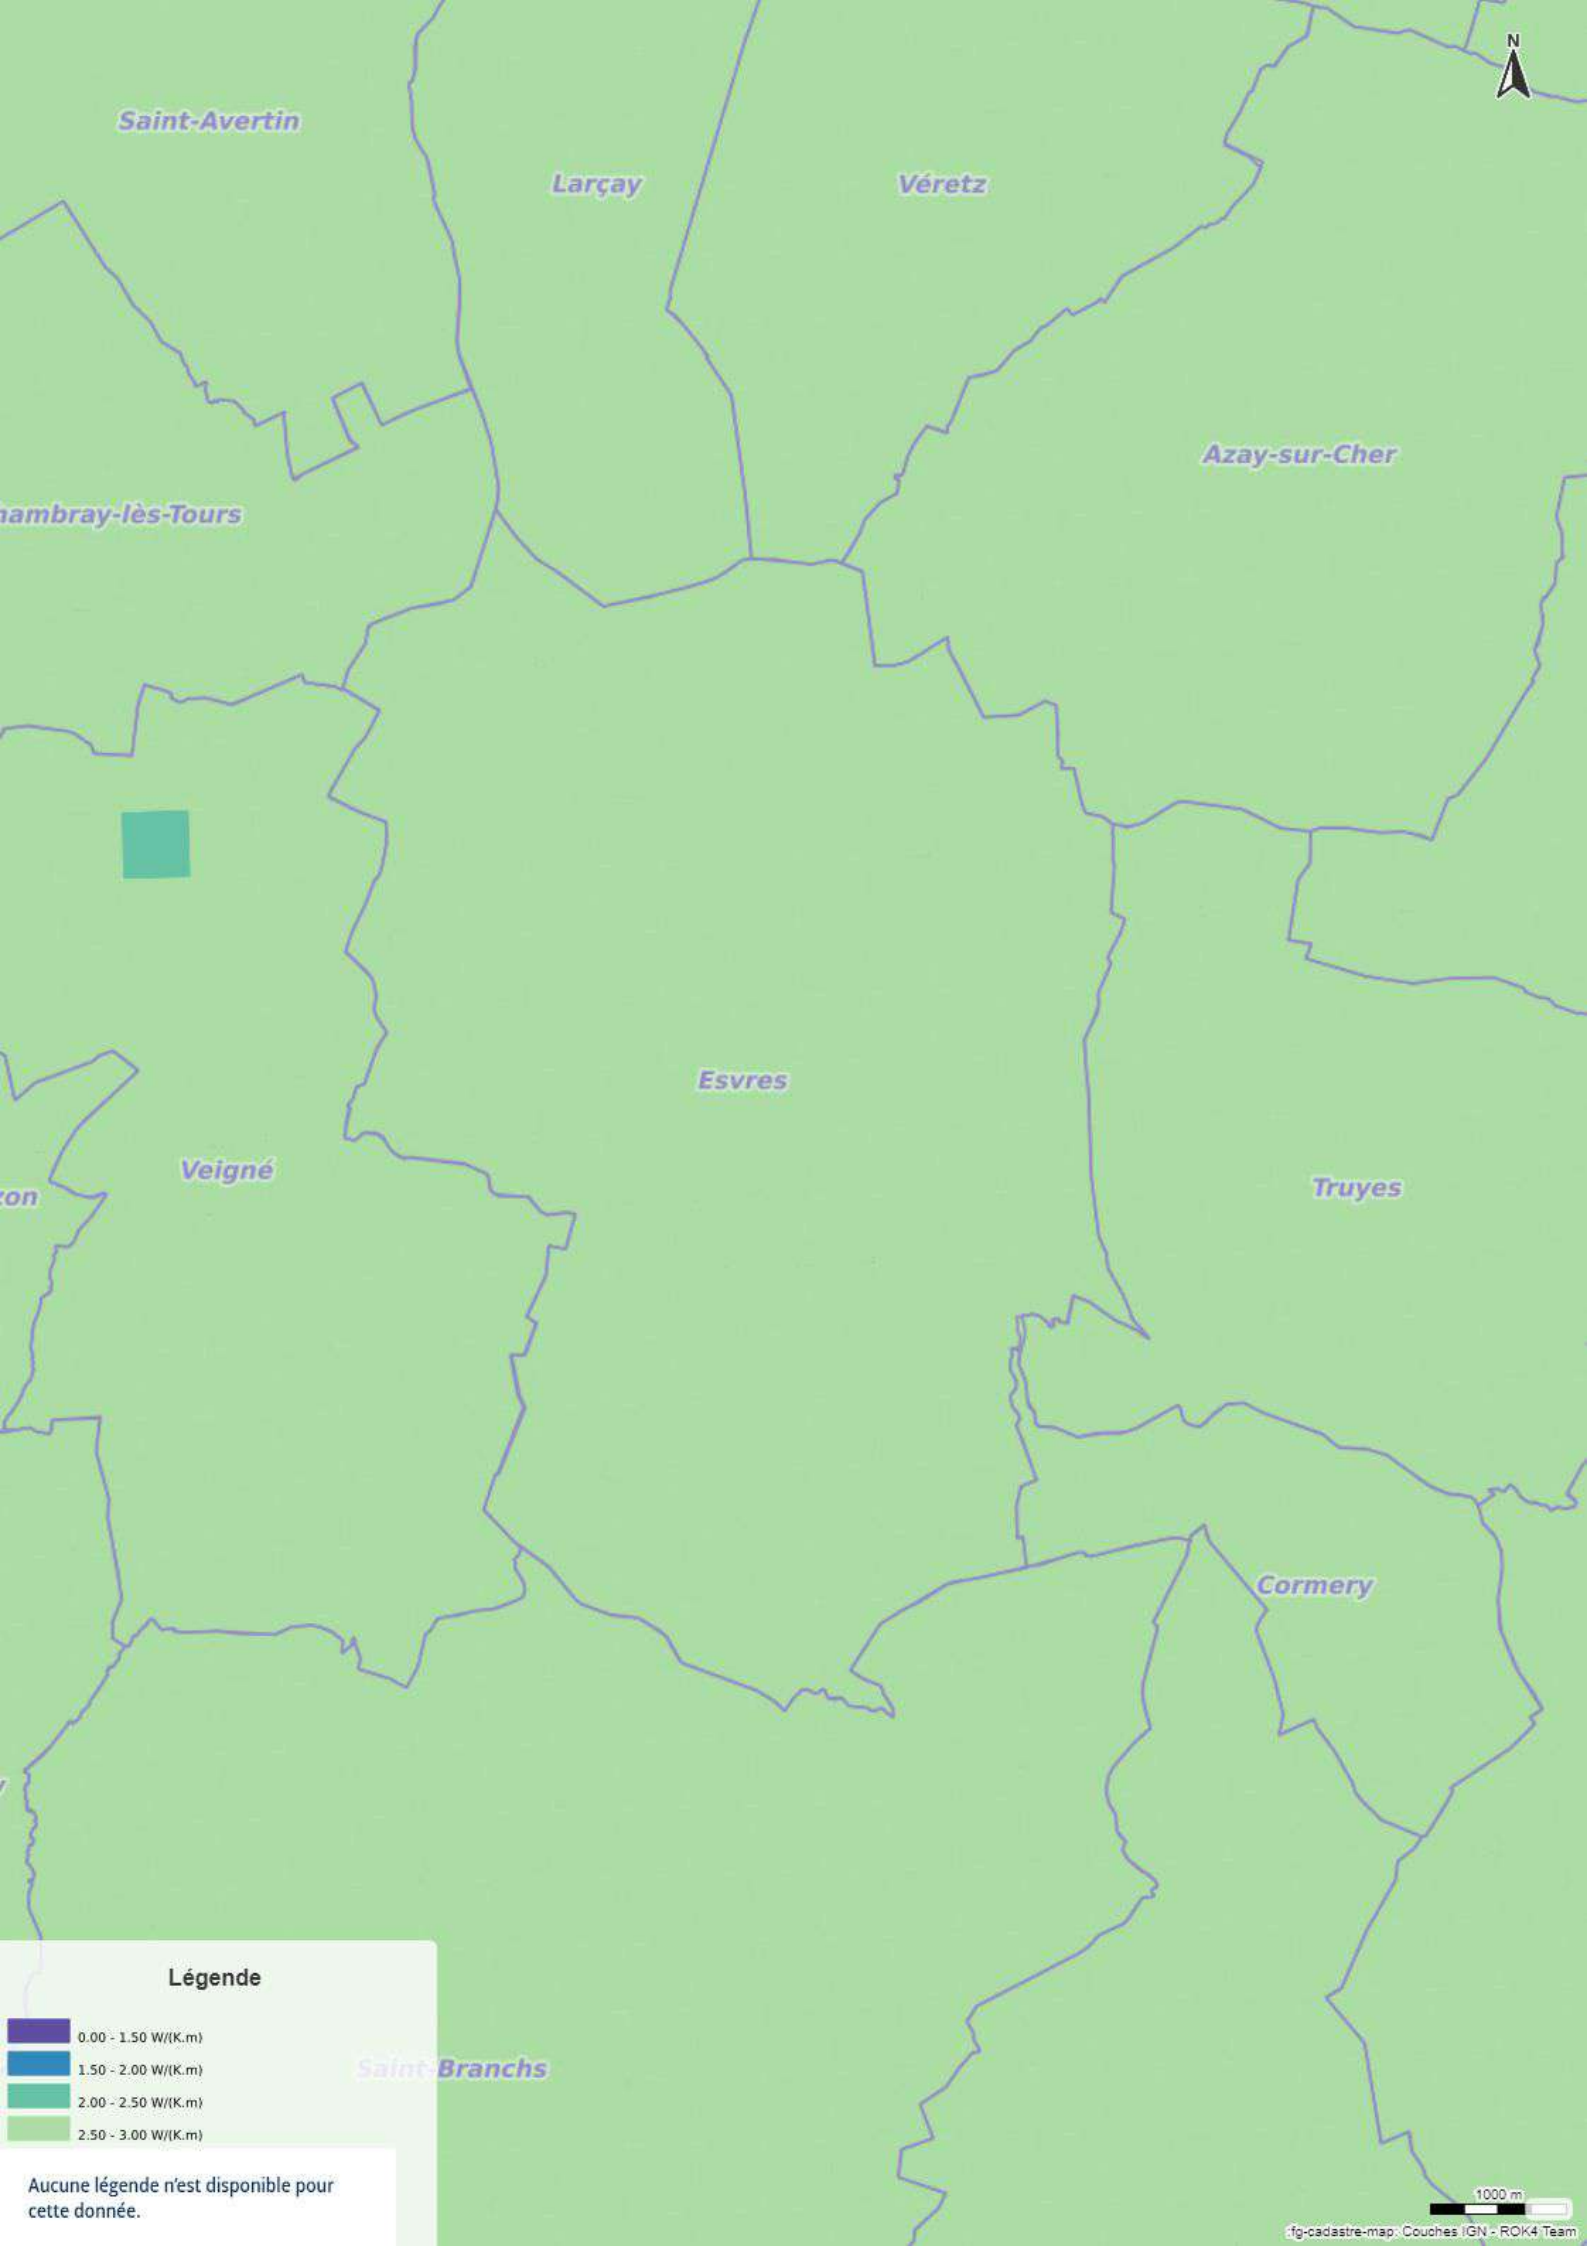 N
Saint-Avertin
Larçay
Véretz
Azay-sur-Cher
hambray-lès-Tours
Esvres
Veigné
zon
Truyes
Cormery
y
Légende
0.00 - 1.50 W/(K.m)
1.50 - 2.00 W/(K.m)
Saint-Branchs
2.00 - 2.50 W/(K.m)
2.50 - 3.00 W/(K.m)
Aucune légende n'est disponible pour
cette donnée.
1000 m
:fg-cadastre-map: Couches IGN - ROK4 Team